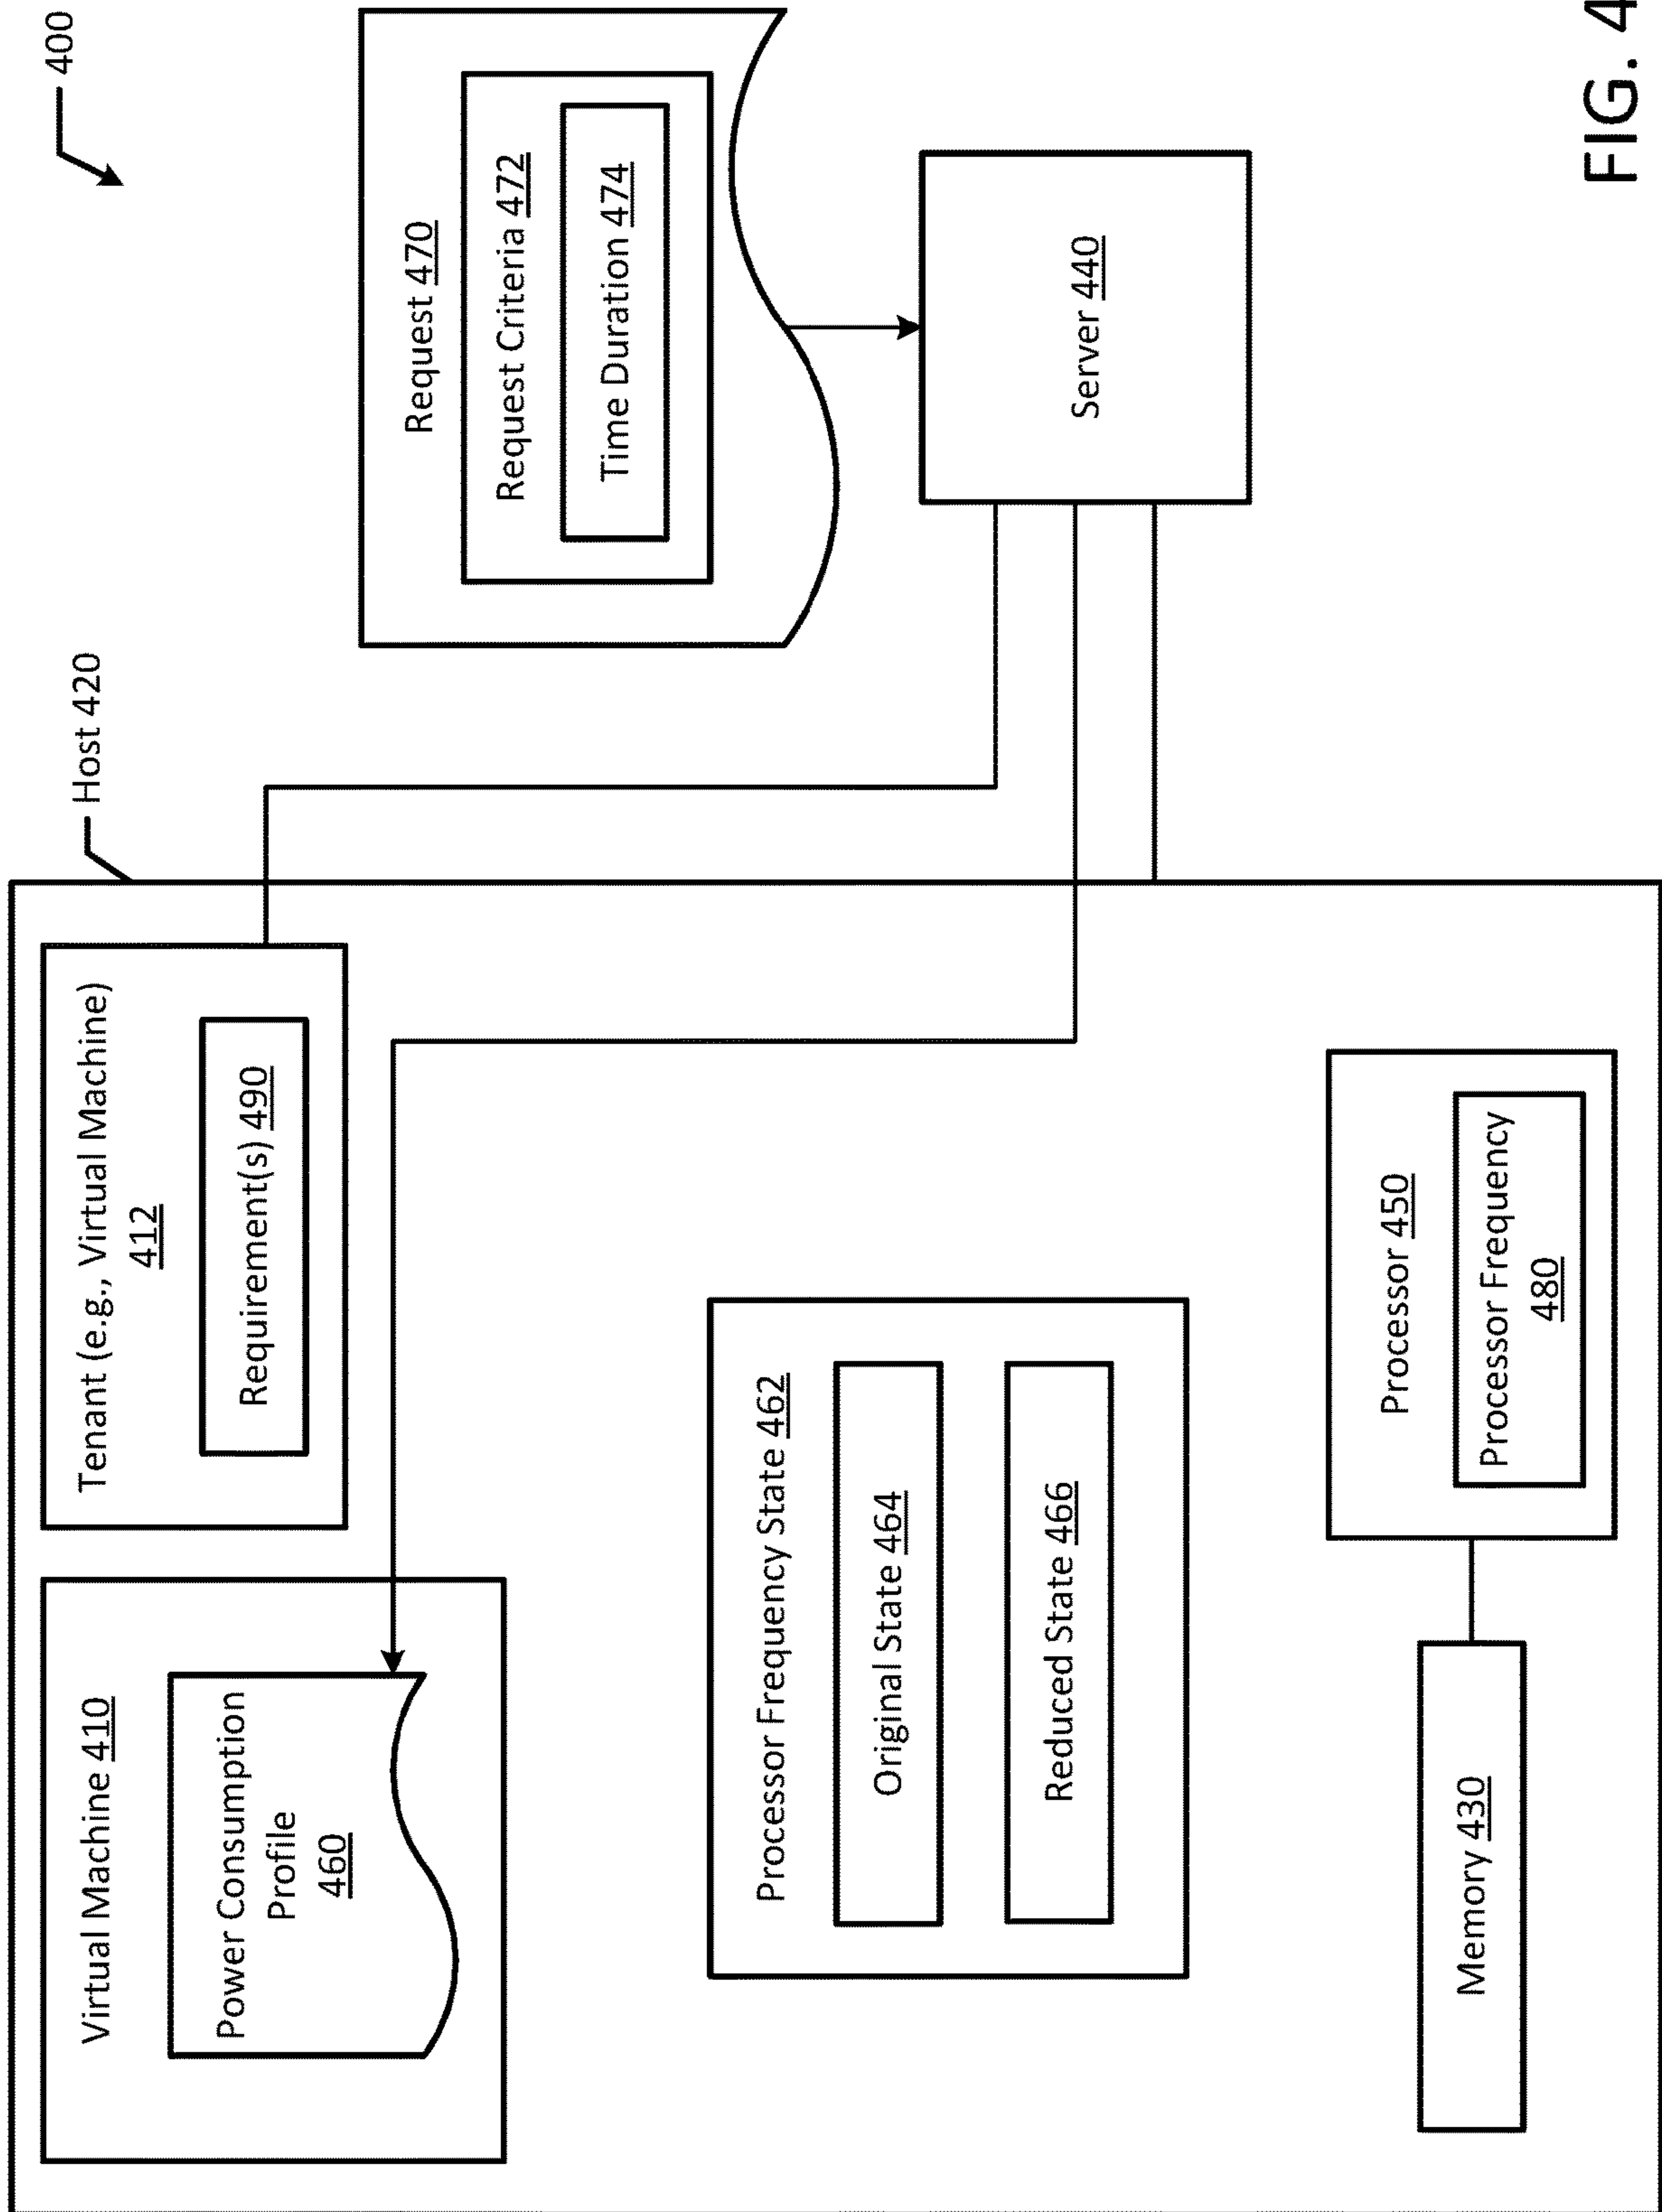 400
Host 420
Virtual Machine 410
Power Consumption
Profile
460
Tenant (e.g., Virtual Machine)
412
Requirement(s) 490
Request 470
Request Criteria 472
Time Duration 474
Processor Frequency State 462
Original State 464
Reduced State 466
Server 440
Memory 430
Processor 450
Processor Frequency
480
FIG. 4